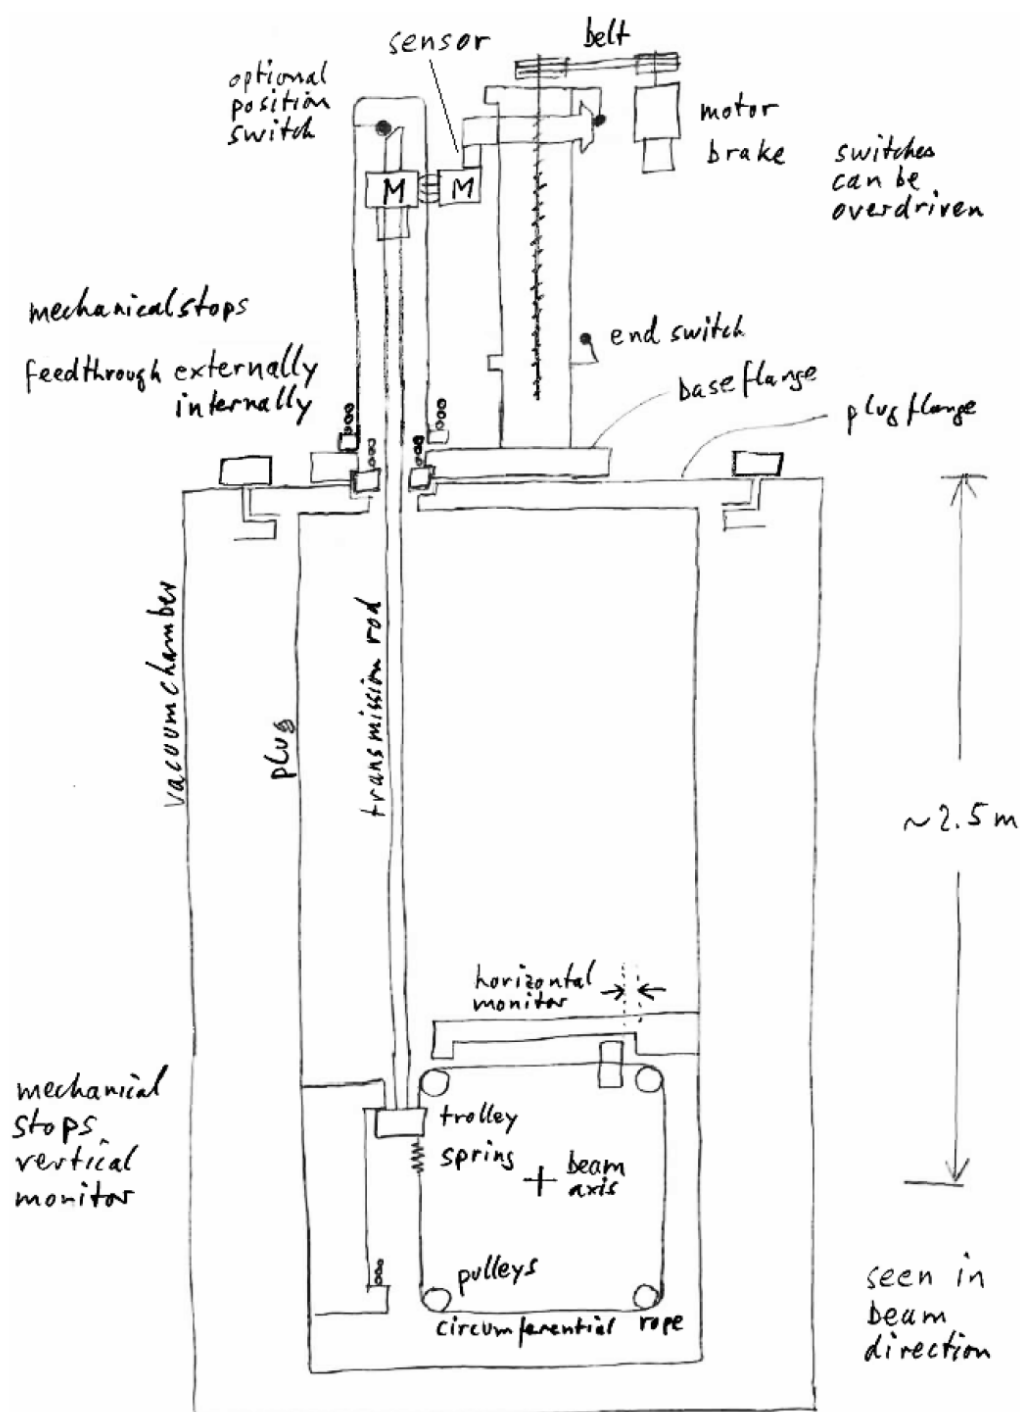 belt
sensor
optional
position
switch
motor
brake
switches
can be
overdriven
M
M
mechanical stops
feedthrough externally
internally
end switch
base flange
plug flange
vacuum chamber
plug
transmission rod
~2.5 m
horizontal
monitor
mechanical
stops
vertical
monitor
trolley
spring
beam
axis
pulleys
circumferential rope
seen in
beam
direction